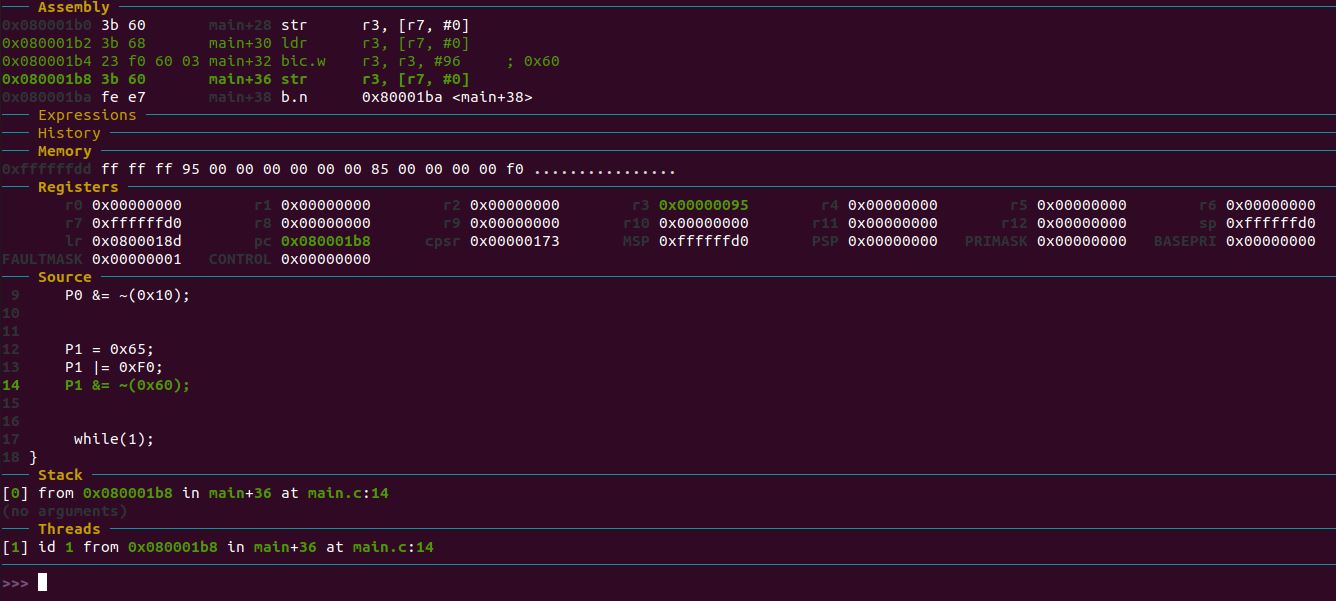 Assembly
0x080001b0 3b 60 main+28 str r3, [r7, #0]
0x080001b2 3b 68 main+30 ldr r3, [r7, #0]
0x080001b4 23 f0 60 03 main+32 bic.w r3, r3, #96 ; 0x60
0x080001b8 3b 60 main+36 str r3, [r7, #0]
0x080001ba fe e7 main+38 b.n 0x80001ba <main+38>
Expressions
History
Memory
0xffffffdd ff ff ff 95 00 00 00 00 00 00 85 00 00 00 00 f0 ................
Registers
r0 0x00000000 r1 0x00000000 r2 0x00000000 r3 0x00000095 r4 0x00000000 r5 0x00000000 r6 0x00000000
r7 0xffffffd0 r8 0x00000000 r9 0x00000000 r10 0x00000000 r11 0x00000000 r12 0x00000000 sp 0xffffffd0
lr 0x0800018d pc 0x080001b8 cpsr 0x00000173 MSP 0xffffffd0 PSP 0x00000000 PRIMASK 0x00000000 BASEPRI 0x00000000
FAULTMASK 0x00000001 CONTROL 0x00000000
Source
9 P0 &= ~(0x10);
10
11
12 P1 = 0x65;
13 P1 |= 0xF0;
14 P1 &= ~(0x60);
15
16
17 while(1);
18 }
Stack
[0] from 0x080001b8 in main+36 at main.c:14
(no arguments)
Threads
[1] id 1 from 0x080001b8 in main+36 at main.c:14
>>>